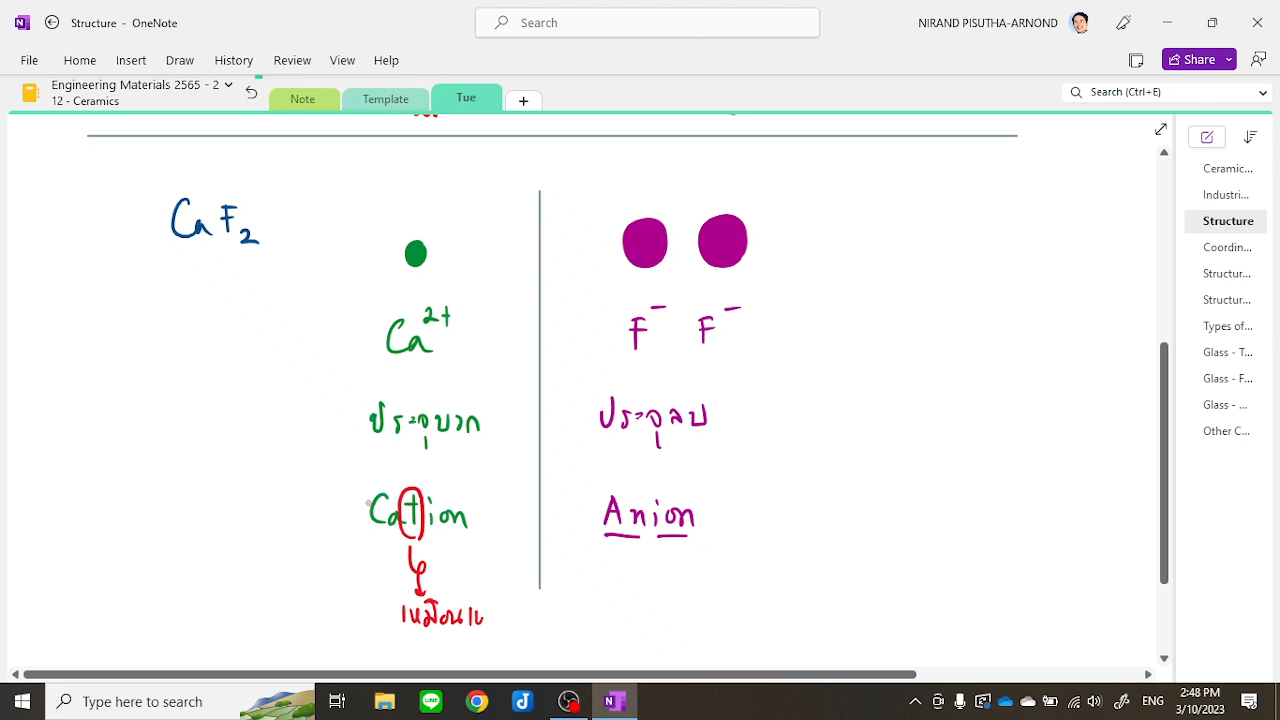 Structure - OneNote
Search
NIRAND PISUTHA-ARNOND
File Home Insert Draw History Review View Help
Share
Engineering Materials 2565 - 2
12 - Ceramics
Note Template Tue
Search (Ctrl+E)
CaF2
Ca2+
F- F-
ประจุบวก
ประจุลบ
Cation
Anion
เหมือน
Ceramic...
Industri...
Structure
Coordin...
Structur...
Structur...
Types of...
Glass - T...
Glass - F...
Glass - ...
Other C...
Type here to search
ENG
2:48 PM
3/10/2023